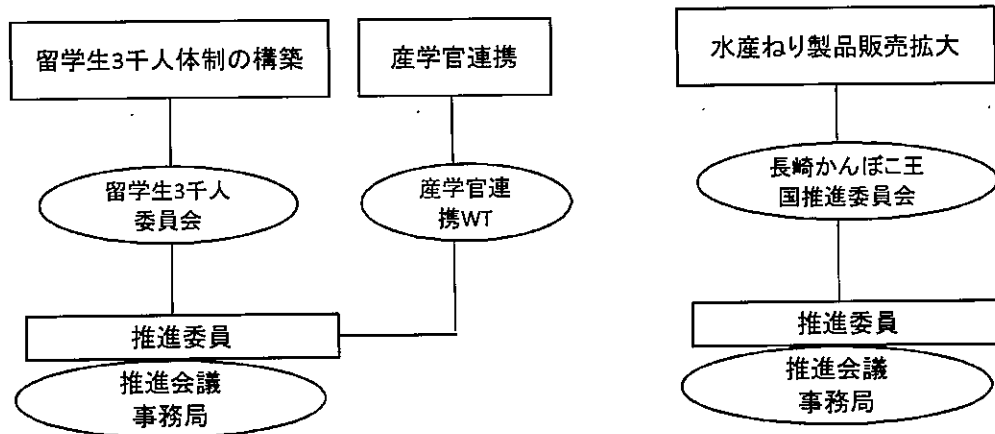 留学生3千人体制の構築
産学官連携
水産ねり製品販売拡大
留学生3千人
委員会
産学官連
携WT
長崎かんぼこ王
国推進委員会
推進委員
推進会議
事務局
推進委員
推進会議
事務局